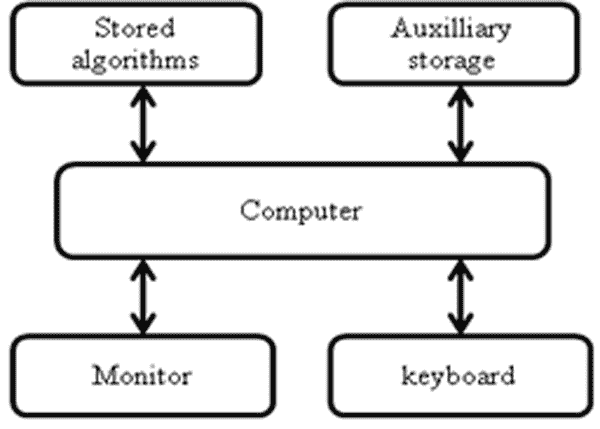 Stored
algorithms
Auxilliary
storage
Computer
Monitor
keyboard